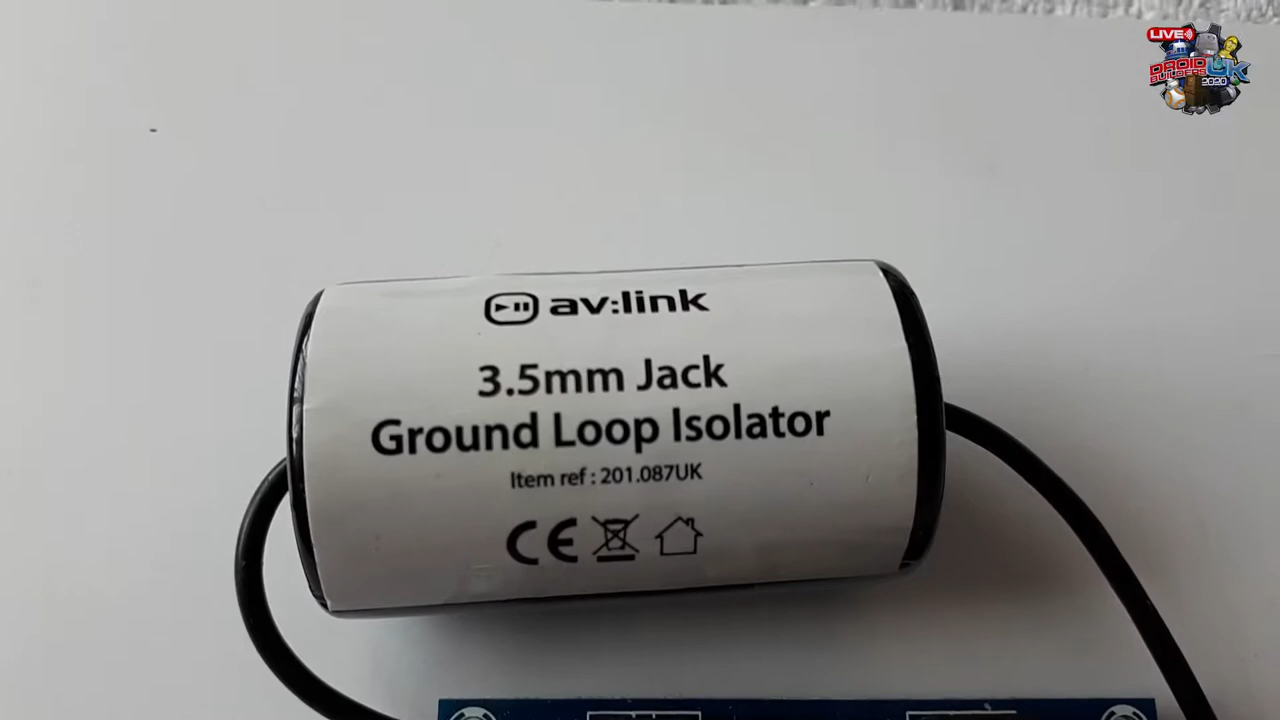 LIVE
DROID
BUILDERS
UK
2020
av:link
3.5mm Jack
Ground Loop Isolator
Item ref : 201.087UK
CE